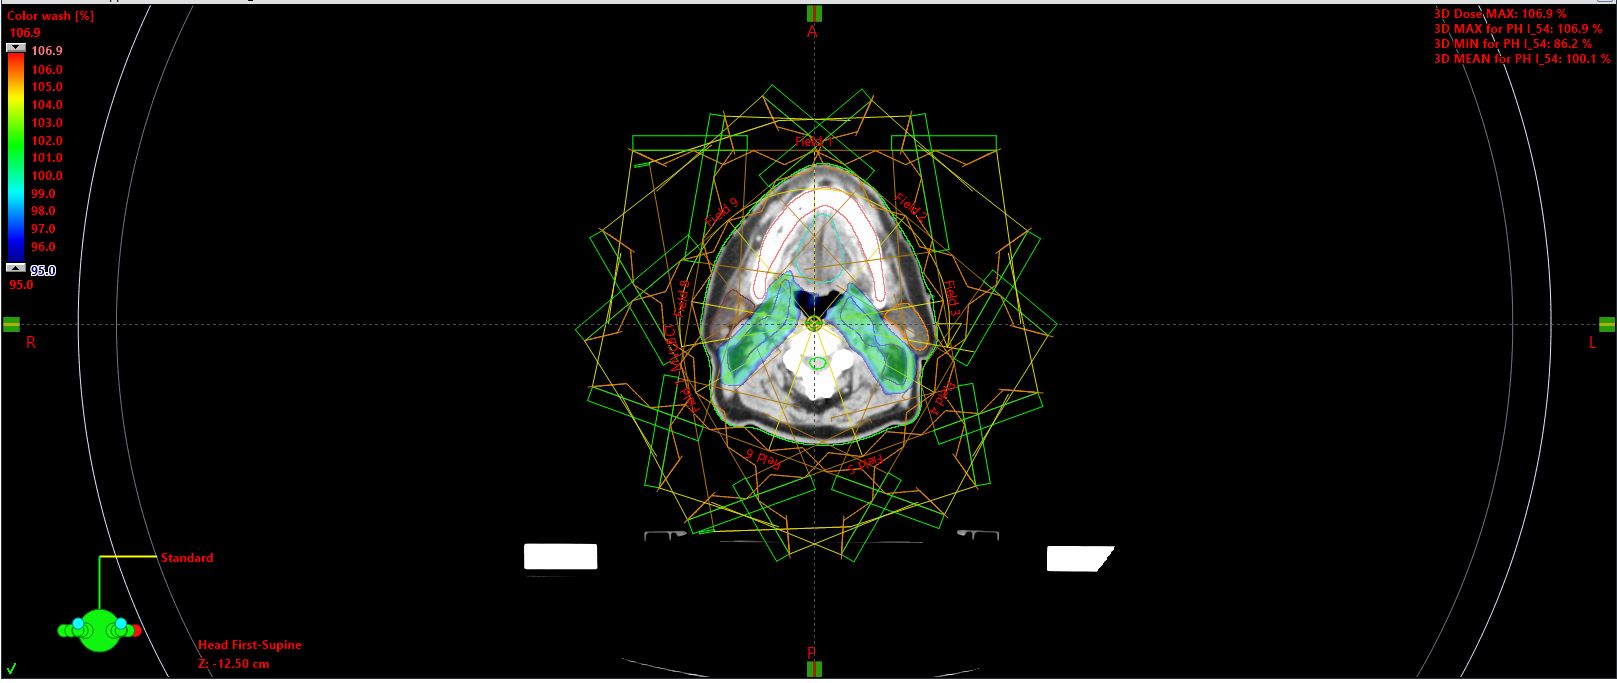 Color wash [%]
106.9
106.9
106.0
105.0
104.0
103.0
102.0
101.0
100.0
99.0
98.0
97.0
96.0
95.0
95.0
3D Dose MAX: 106.9 %
3D MAX for PH I_54: 106.9 %
3D MIN for PH I_54: 86.2 %
3D MEAN for PH I_54: 100.1 %
A
Field 1
Field 9
Field 2
Field 8
Field 3
R
L
Field 4
Field 6
Field 5
P
Standard
Head First-Supine
Z: -12.50 cm